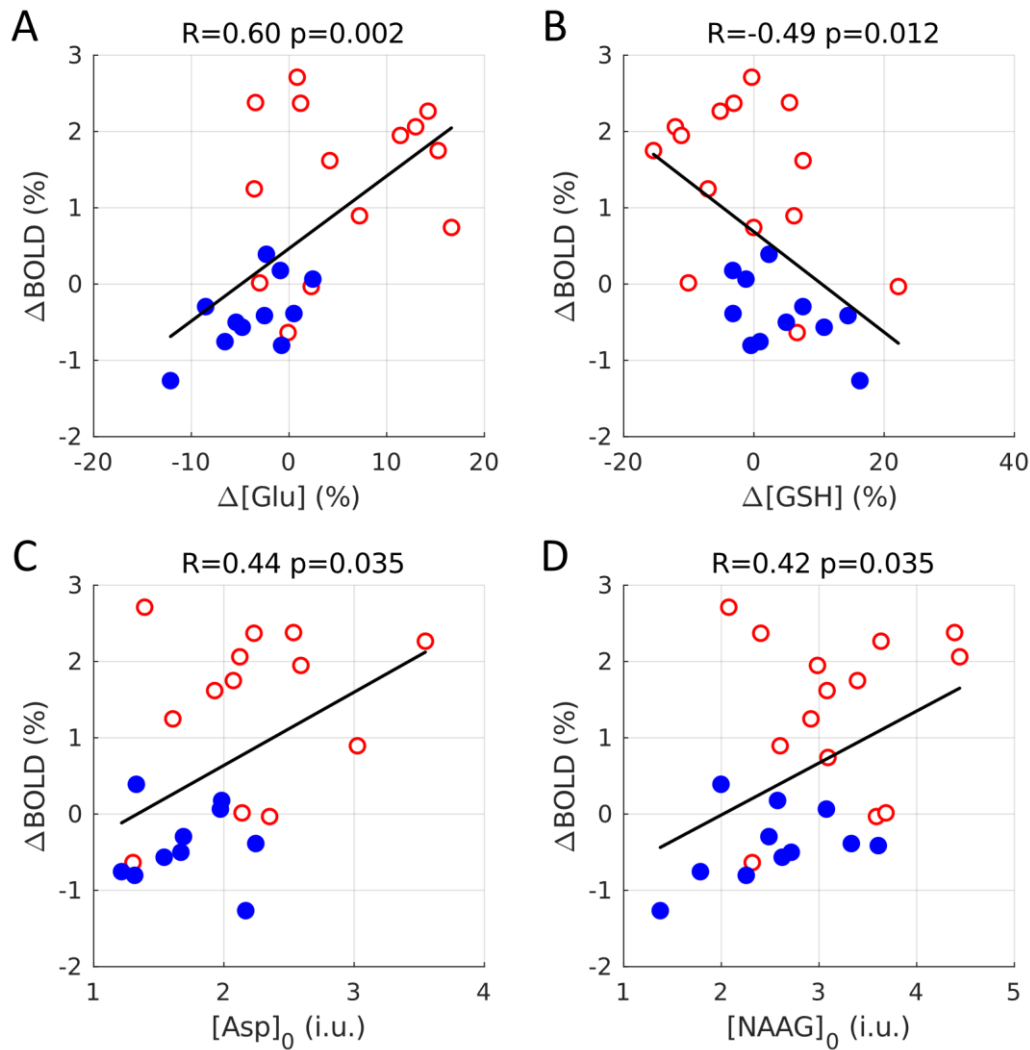 A
R=0.60 p=0.002
3
2
1
0
-1
-2
ΔBOLD (%)
-20 -10 0 10 20
Δ[Glu] (%)
B
R=-0.49 p=0.012
3
2
1
0
-1
-2
ΔBOLD (%)
-20 0 20 40
Δ[GSH] (%)
C
R=0.44 p=0.035
3
2
1
0
-1
-2
ΔBOLD (%)
1 2 3 4
[Asp]₀ (i.u.)
D
R=0.42 p=0.035
3
2
1
0
-1
-2
ΔBOLD (%)
1 2 3 4 5
[NAAG]₀ (i.u.)